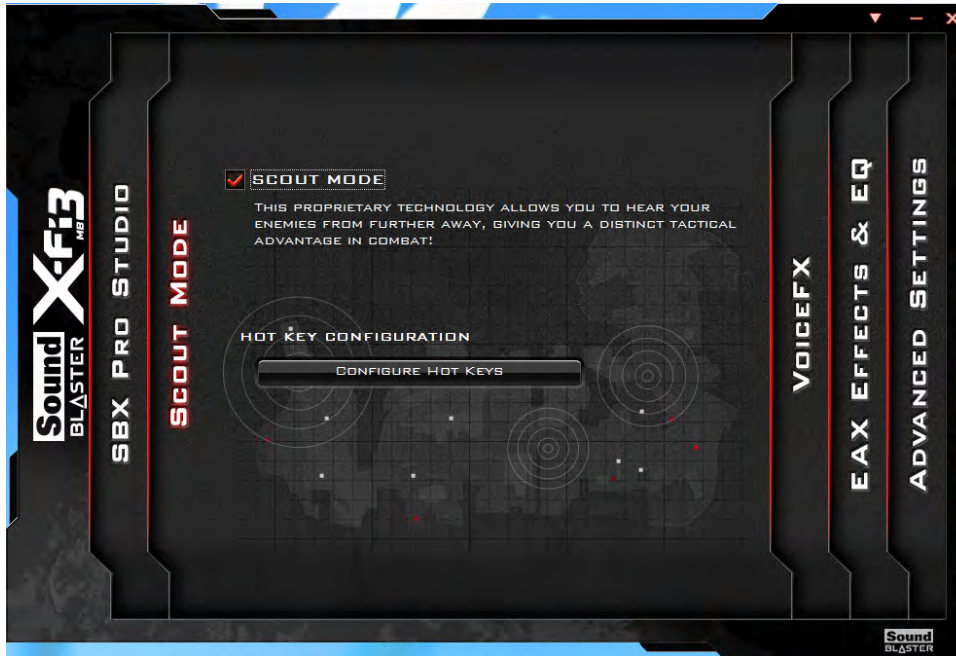 Sound
BLASTER
X-Fi3
MB
SBX PRO STUDIO
SCOUT MODE
SCOUT MODE
THIS PROPRIETARY TECHNOLOGY ALLOWS YOU TO HEAR YOUR
ENEMIES FROM FURTHER AWAY, GIVING YOU A DISTINCT TACTICAL
ADVANTAGE IN COMBAT!
HOT KEY CONFIGURATION
CONFIGURE HOT KEYS
VOICEFX
EAX EFFECTS & EQ
ADVANCED SETTINGS
Sound
BLASTER